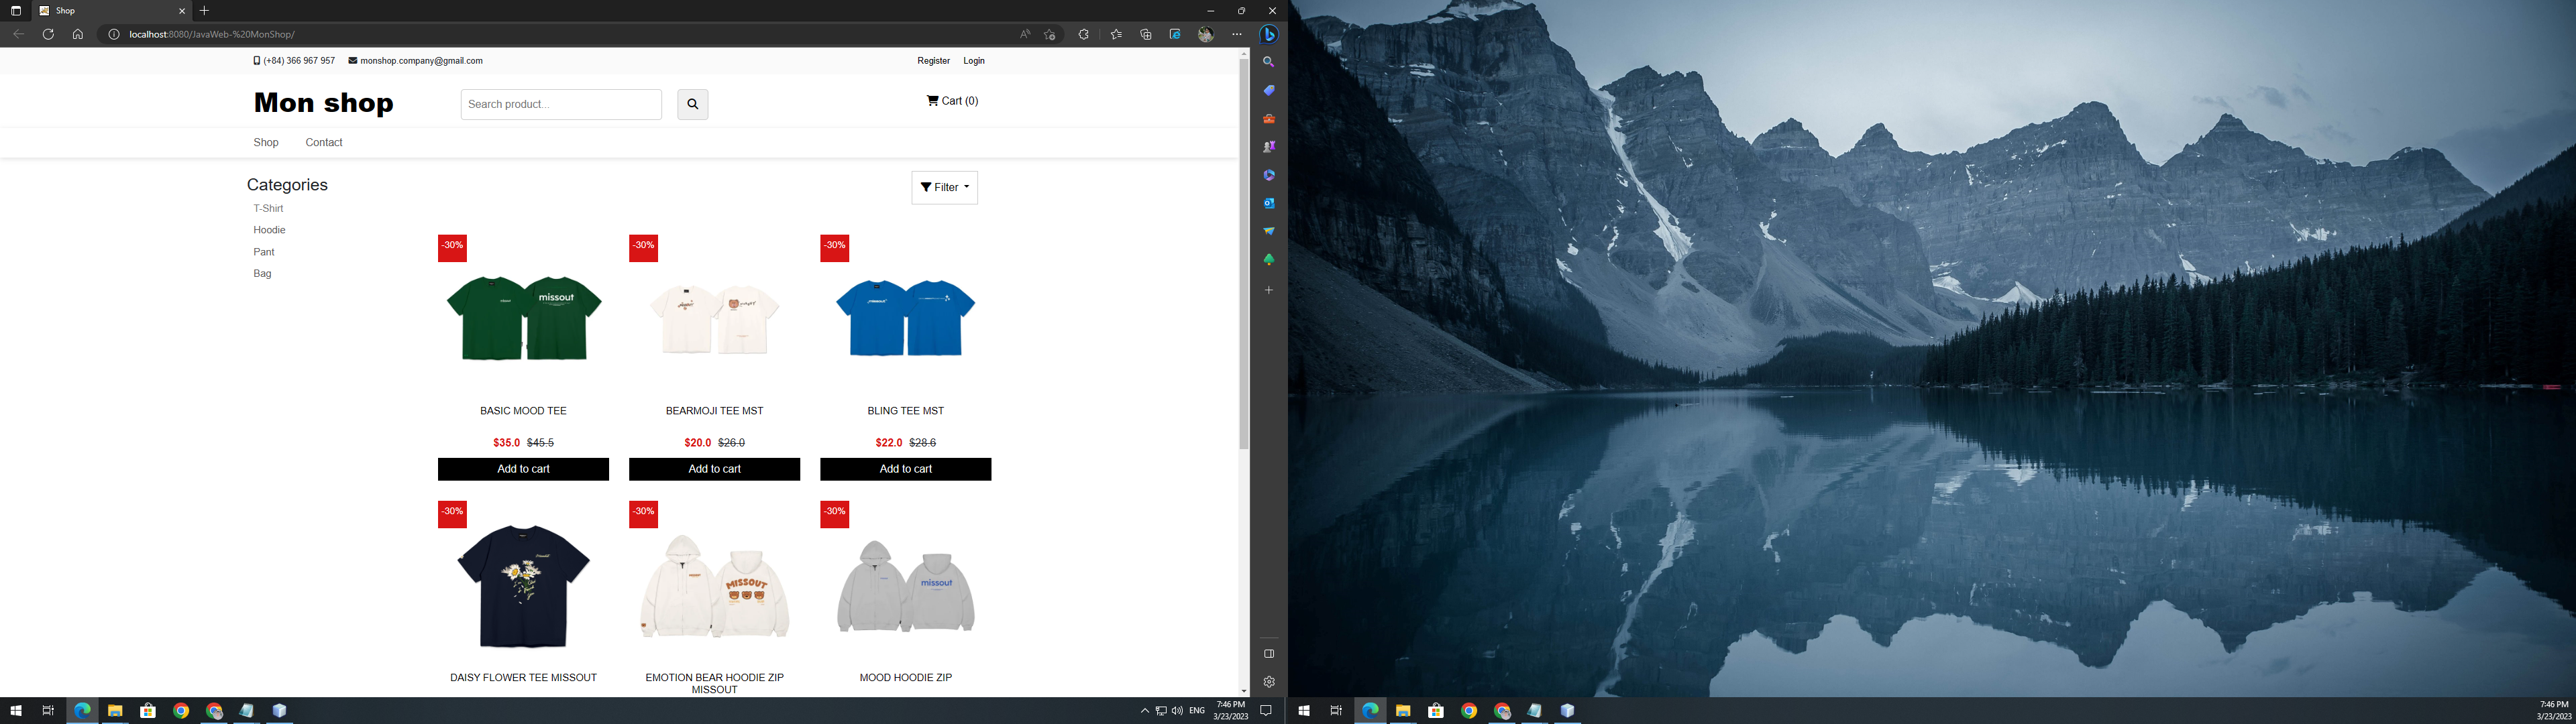 Shop
localhost:8080/JavaWeb-%20MonShop/
(+84) 366 967 957 monshop.company@gmail.com Register Login
Mon shop Search product... Cart (0)
Shop Contact
Categories Filter
T-Shirt
Hoodie
Pant
Bag
-30% -30% -30%
missout
BASIC MOOD TEE BEARMOJI TEE MST BLING TEE MST
$35.0 $45.5 $20.0 $26.0 $22.0 $28.6
Add to cart Add to cart Add to cart
-30% -30% -30%
MISSOUT missout
DAISY FLOWER TEE MISSOUT EMOTION BEAR HOODIE ZIP MISSOUT MOOD HOODIE ZIP
ENG 7:46 PM 3/23/2023
7:46 PM 3/23/2023